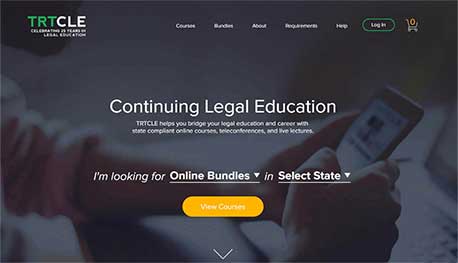 TRTCLE
CELEBRATING 25 YEARS IN
LEGAL EDUCATION
Courses
Bundles
About
Requirements
Help
Log In
0
Continuing Legal Education
TRTCLE helps you bridge your legal education and career with
state compliant online courses, teleconferences, and live lectures.
I'm looking for Online Bundles in Select State
View Courses